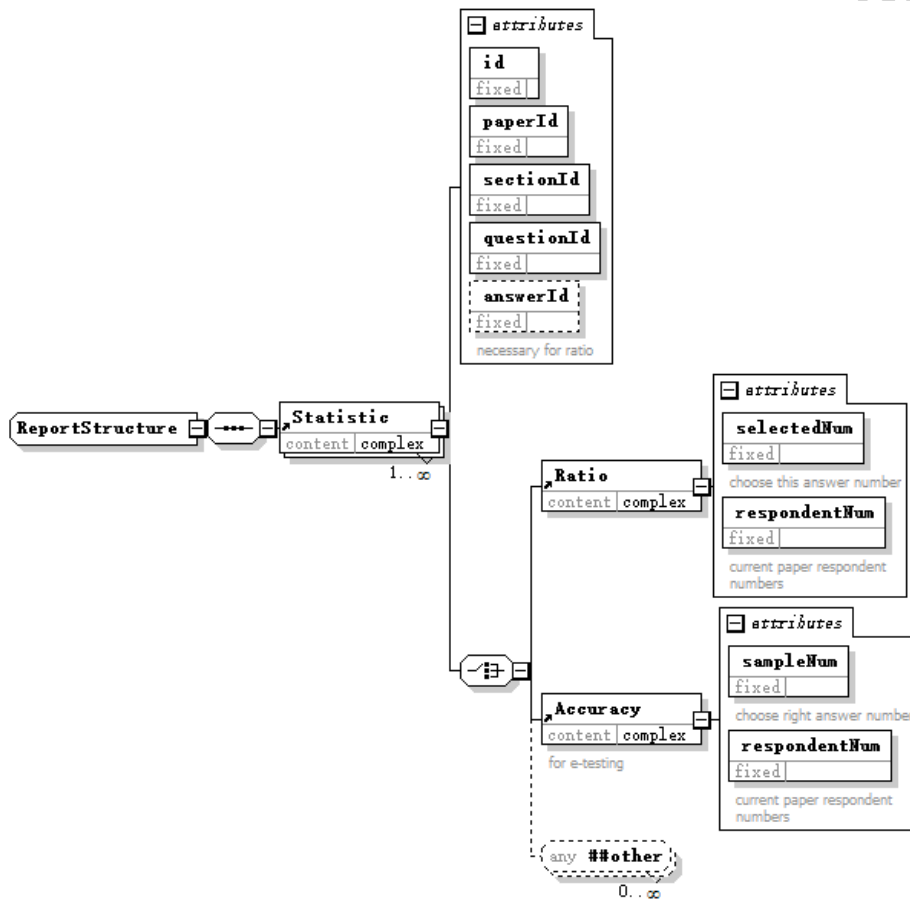 attributes
id
fixed
paperId
fixed
sectionId
fixed
questionId
fixed
answerId
fixed
necessary for ratio
ReportStructure
Statistic
content complex
1..∞
attributes
selectedNum
fixed
choose this answer number
respondentNum
fixed
current paper respondent
numbers
Ratio
content complex
attributes
sampleNum
fixed
choose right answer number
respondentNum
fixed
current paper respondent
numbers
Accuracy
content complex
for e-testing
any ##other
0..∞